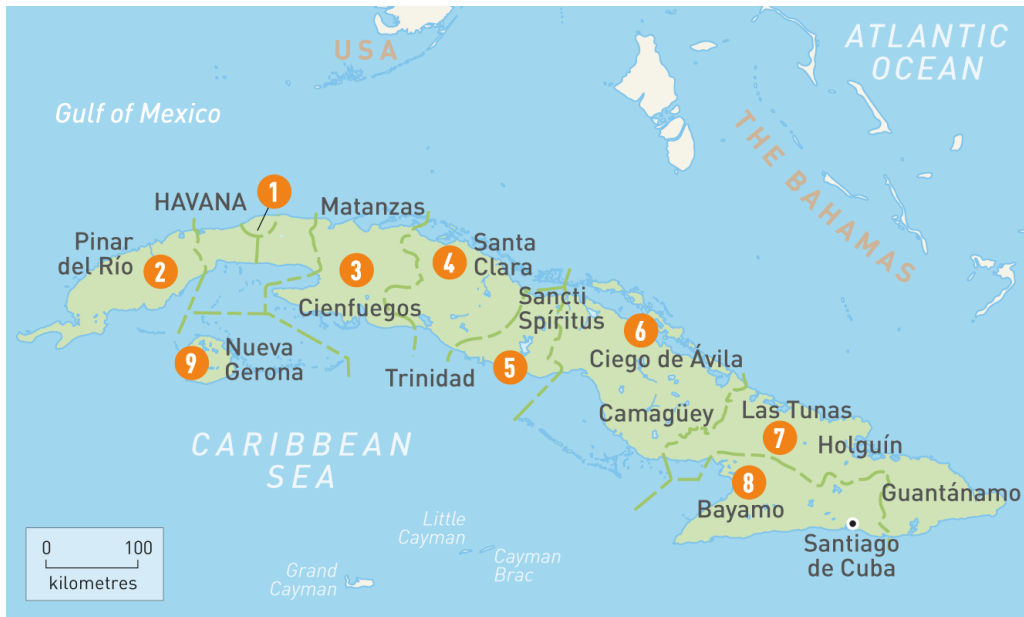 USA
ATLANTIC
OCEAN
Gulf of Mexico
THE BAHAMAS
1
HAVANA
Matanzas
Pinar
del Río
2
3
4
Santa
Clara
Cienfuegos
Sancti
Spíritus
6
9
Nueva
Gerona
Trinidad
5
Ciego de Ávila
Camagüey
Las Tunas
7
Holguín
CARIBBEAN
SEA
8
Bayamo
Guantánamo
Santiago
de Cuba
Little
Cayman
Cayman
Brac
Grand
Cayman
0 100
kilometres